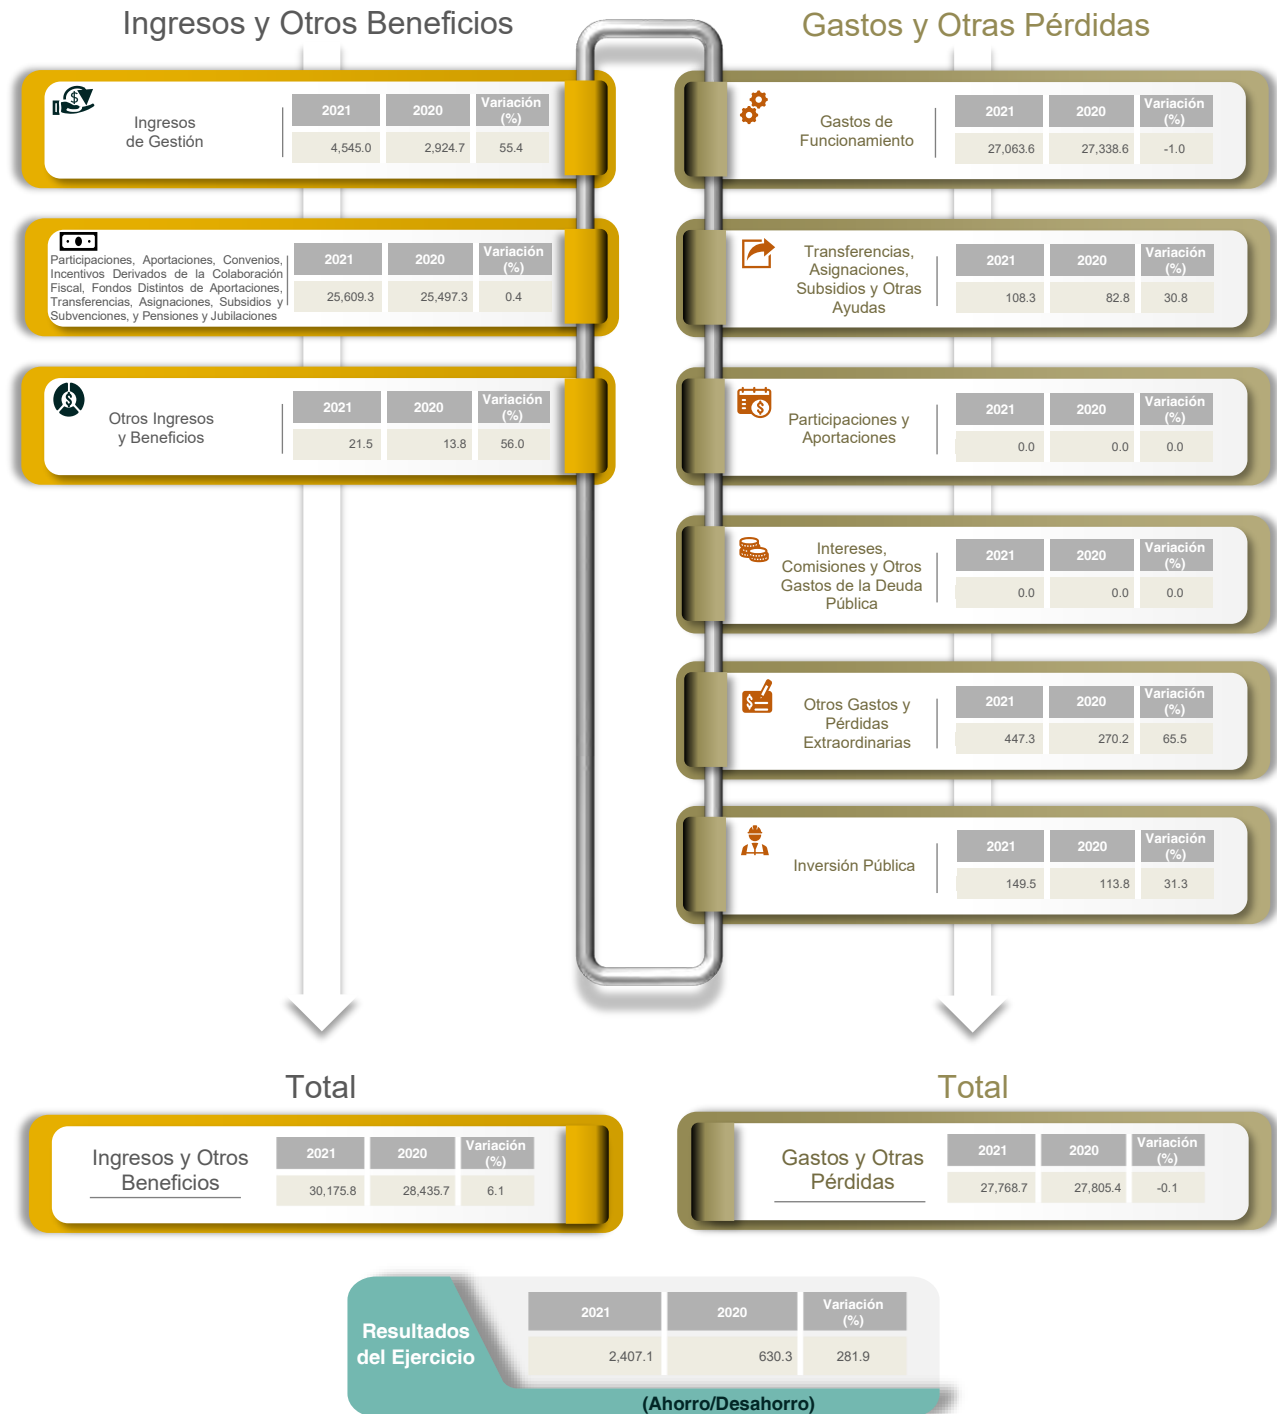 Ingresos y Otros Beneficios
Ingresos
de Gestión
2021 2020 Variación (%)
4,545.0 2,924.7 55.4
Participaciones, Aportaciones, Convenios,
Incentivos Derivados de la Colaboración
Fiscal, Fondos Distintos de Aportaciones,
Transferencias, Asignaciones, Subsidios y
Subvenciones, y Pensiones y Jubilaciones
2021 2020 Variación (%)
25,609.3 25,497.3 0.4
Otros Ingresos
y Beneficios
2021 2020 Variación (%)
21.5 13.8 56.0
Gastos y Otras Pérdidas
Gastos de
Funcionamiento
2021 2020 Variación (%)
27,063.6 27,338.6 -1.0
Transferencias,
Asignaciones,
Subsidios y Otras
Ayudas
2021 2020 Variación (%)
108.3 82.8 30.8
Participaciones y
Aportaciones
2021 2020 Variación (%)
0.0 0.0 0.0
Intereses,
Comisiones y Otros
Gastos de la Deuda
Pública
2021 2020 Variación (%)
0.0 0.0 0.0
Otros Gastos y
Pérdidas
Extraordinarias
2021 2020 Variación (%)
447.3 270.2 65.5
Inversión Pública
2021 2020 Variación (%)
149.5 113.8 31.3
Total
Ingresos y Otros
Beneficios
2021 2020 Variación (%)
30,175.8 28,435.7 6.1
Total
Gastos y Otras
Pérdidas
2021 2020 Variación (%)
27,768.7 27,805.4 -0.1
Resultados
del Ejercicio
2021 2020 Variación (%)
2,407.1 630.3 281.9
(Ahorro/Desahorro)